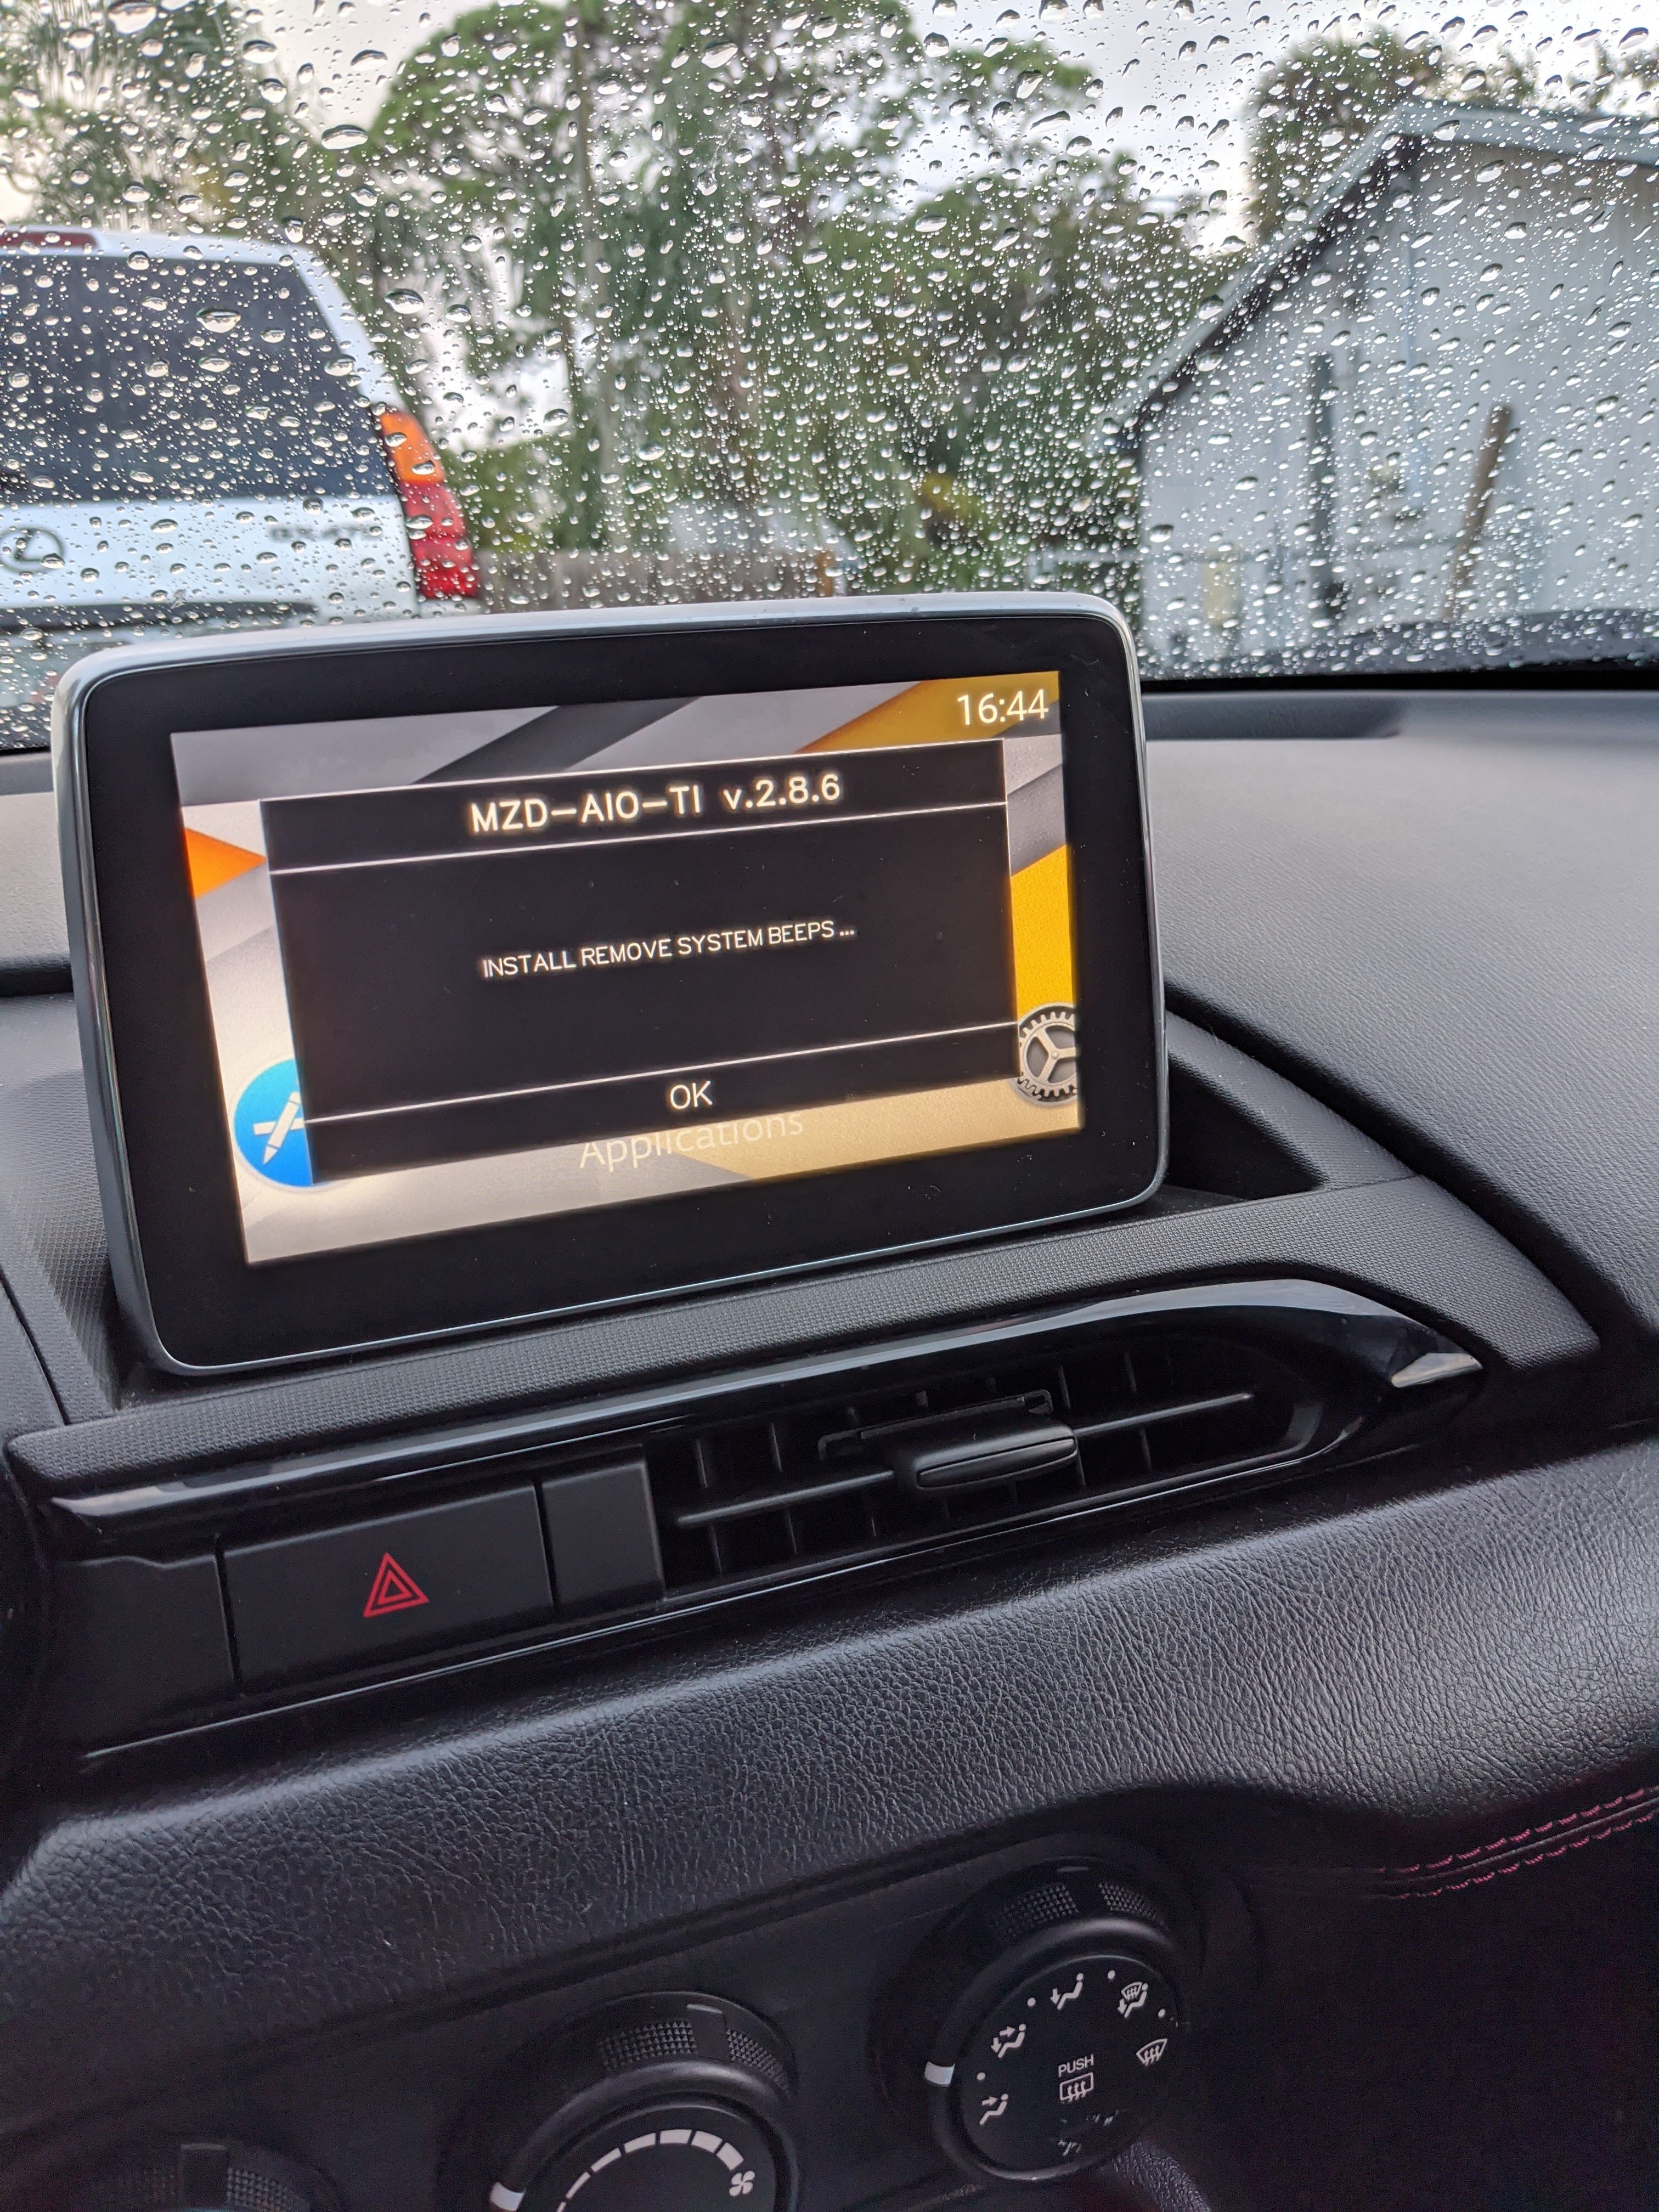 16:44
MZD-AIO-TI v.2.8.6
INSTALL REMOVE SYSTEM BEEPS ...
OK
Applications
PUSH